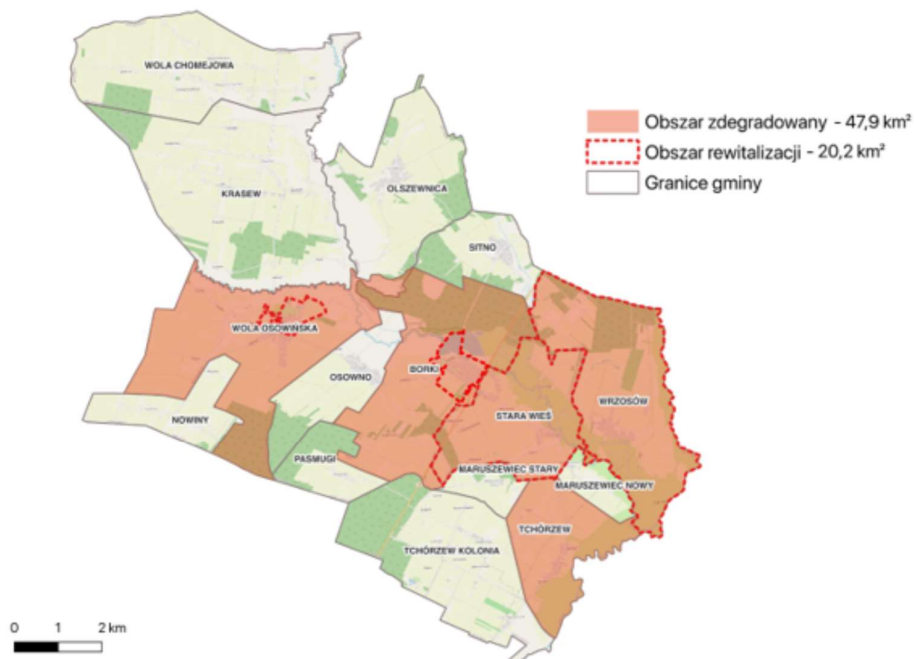 WOLA CHOMEJOWA
Obszar zdegradowany - 47,9 km²
Obszar rewitalizacji - 20,2 km²
Granice gminy
KRASEW
OLSZEWNICA
SITNO
WOLA OSOWIŃSKA
OSOWNO
BORKI
WRZOSÓW
STARA WIEŚ
NOWINY
PASMUGI
MARUSZEWIEC STARY
MARUSZEWIEC NOWY
TCHÓRZEW
TCHÓRZEW KOLONIA
0 1 2 km